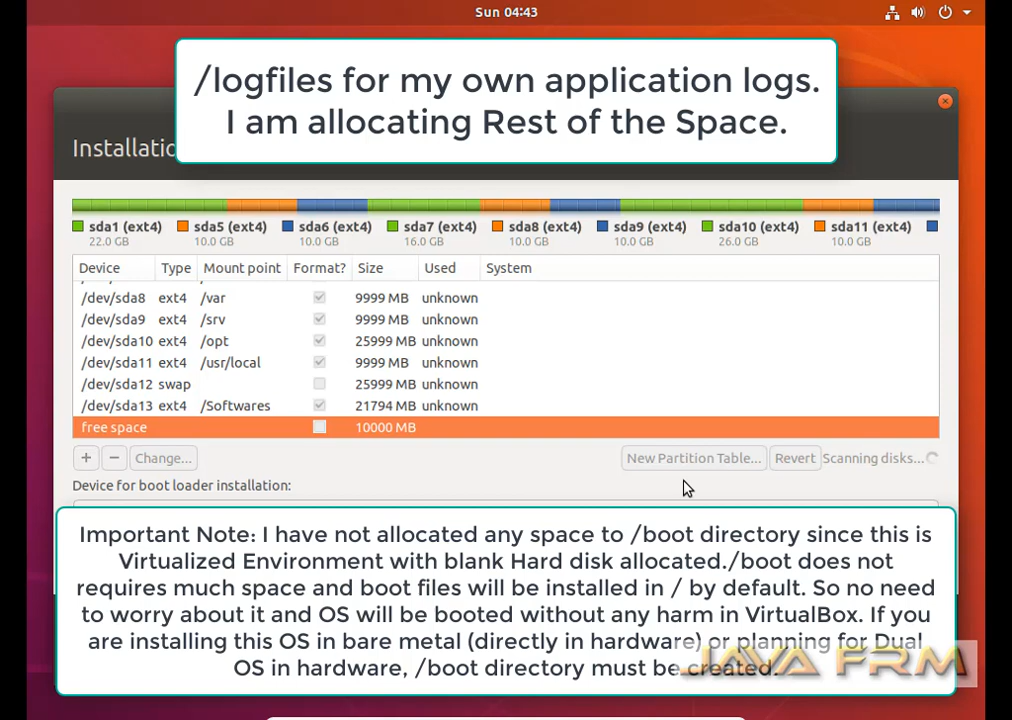 Sun 04:43
/logfiles for my own application logs.
I am allocating Rest of the Space.
Installatio
sda1 (ext4) sda5 (ext4) sda6 (ext4) sda7 (ext4) sda8 (ext4) sda9 (ext4) sda10 (ext4) sda11 (ext4)
22.0 GB 10.0 GB 10.0 GB 16.0 GB 10.0 GB 10.0 GB 26.0 GB 10.0 GB
Device Type Mount point Format? Size Used System
/dev/sda8 ext4 /var 9999 MB unknown
/dev/sda9 ext4 /srv 9999 MB unknown
/dev/sda10 ext4 /opt 25999 MB unknown
/dev/sda11 ext4 /usr/local 9999 MB unknown
/dev/sda12 swap 25999 MB unknown
/dev/sda13 ext4 /Softwares 21794 MB unknown
free space 10000 MB
+ − Change... New Partition Table... Revert Scanning disks...
Device for boot loader installation:
Important Note: I have not allocated any space to /boot directory since this is
Virtualized Environment with blank Hard disk allocated./boot does not
requires much space and boot files will be installed in / by default. So no need
to worry about it and OS will be booted without any harm in VirtualBox. If you
are installing this OS in bare metal (directly in hardware) or planning for Dual
OS in hardware, /boot directory must be created.
JAVA FRM